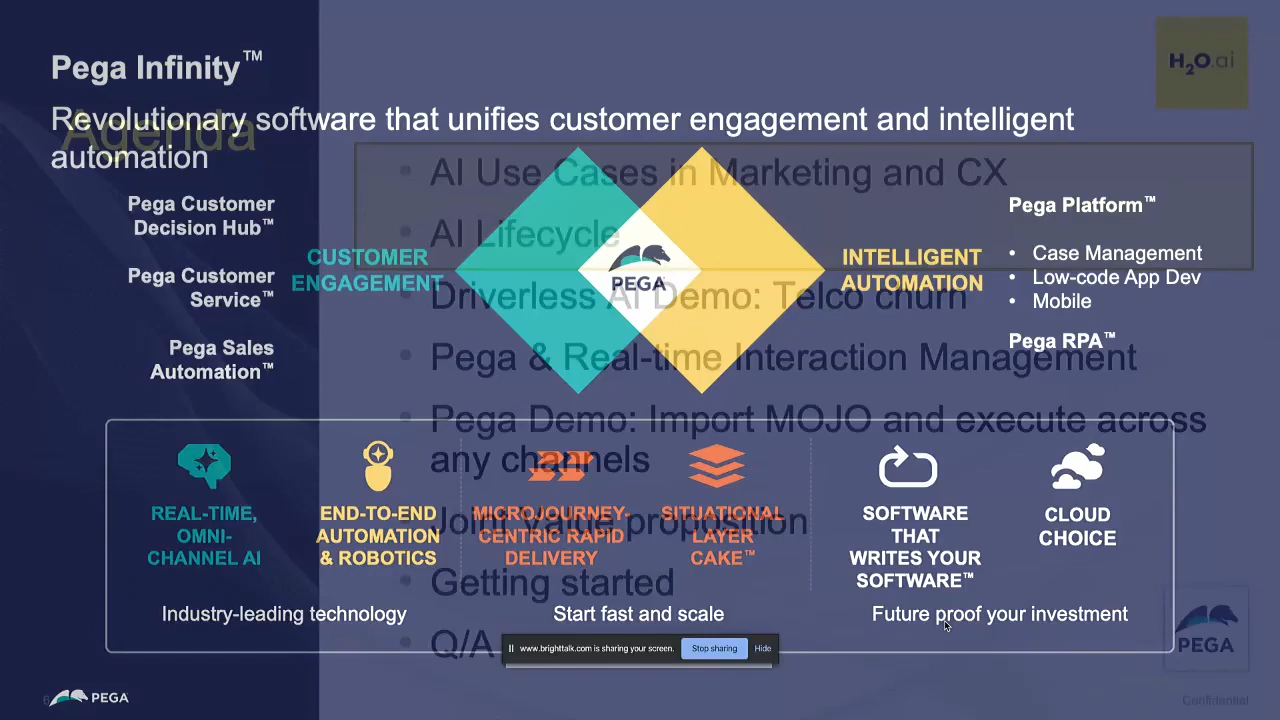 Pega Infinity™
H2O.ai
Revolutionary software that unifies customer engagement and intelligent
automation
Agenda
• AI Use Cases in Marketing and CX
• AI Lifecycle
• Driverless AI Demo: Telco churn
• Pega & Real-time Interaction Management
• Pega Demo: Import MOJO and execute across
any channels
• Joint value proposition
• Getting started
• Q/A
Pega Customer
Decision Hub™
Pega Customer
Service™
Pega Sales
Automation™
CUSTOMER
ENGAGEMENT
PEGA
INTELLIGENT
AUTOMATION
Pega Platform™
• Case Management
• Low-code App Dev
• Mobile
Pega RPA™
REAL-TIME,
OMNI-
CHANNEL AI
END-TO-END
AUTOMATION
& ROBOTICS
MICROJOURNEY-
CENTRIC RAPID
DELIVERY
SITUATIONAL
LAYER
CAKE™
SOFTWARE
THAT
WRITES YOUR
SOFTWARE™
CLOUD
CHOICE
Industry-leading technology
Start fast and scale
Future proof your investment
www.brighttalk.com is sharing your screen.
Stop sharing
Hide
PEGA
6
PEGA
Confidential